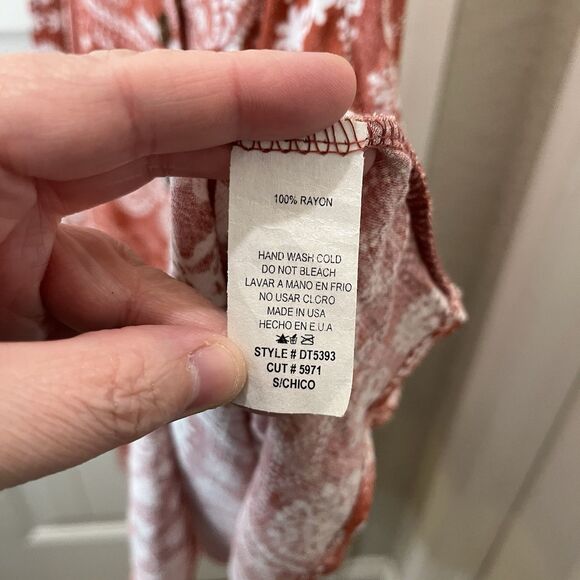 100% RAYON
HAND WASH COLD
DO NOT BLEACH
LAVAR A MANO EN FRIO
NO USAR CLORO
MADE IN USA
HECHO EN E.U.A
STYLE # DT5393
CUT # 5971
S/CHICO